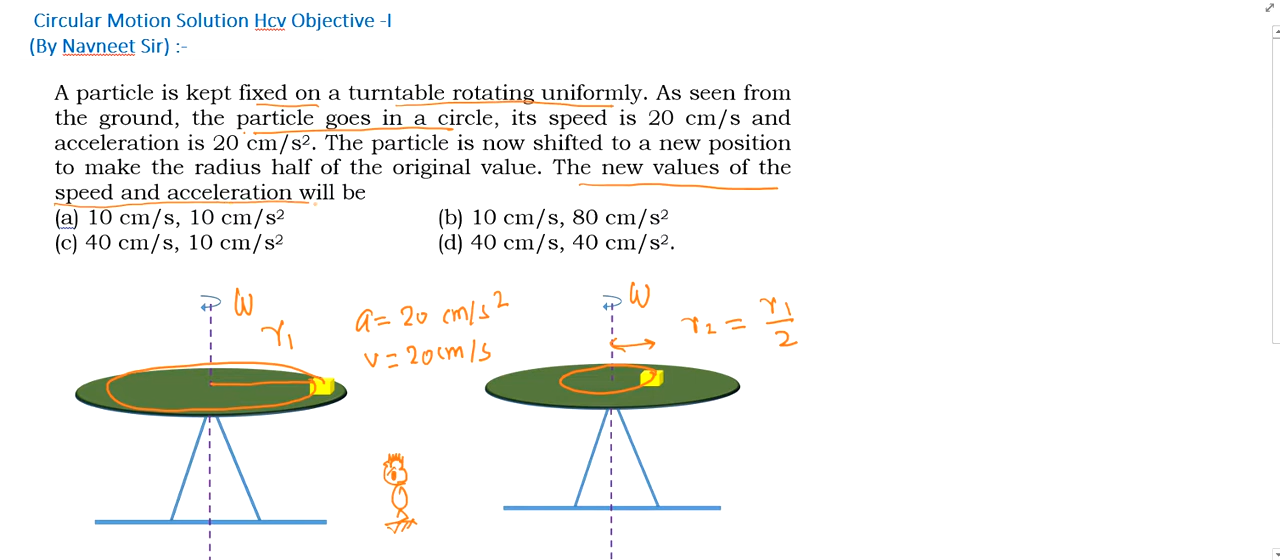 Circular Motion Solution Hcv Objective -I
(By Navneet Sir) :-
A particle is kept fixed on a turntable rotating uniformly. As seen from
the ground, the particle goes in a circle, its speed is 20 cm/s and
acceleration is 20 cm/s². The particle is now shifted to a new position
to make the radius half of the original value. The new values of the
speed and acceleration will be
(a) 10 cm/s, 10 cm/s² (b) 10 cm/s, 80 cm/s²
(c) 40 cm/s, 10 cm/s² (d) 40 cm/s, 40 cm/s².
ω r₁ a = 20 cm/s² ω r₂ = r₁/2
v = 20 cm/s